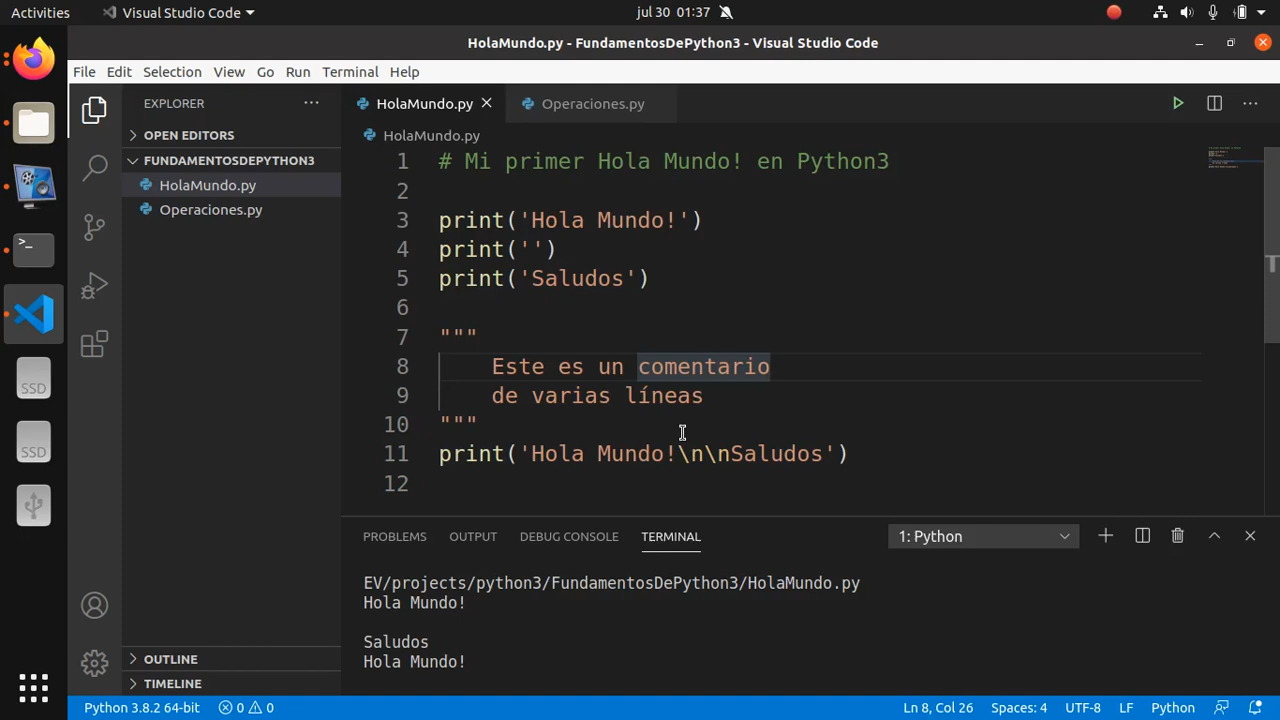 Activities Visual Studio Code jul 30 01:37
HolaMundo.py - FundamentosDePython3 - Visual Studio Code
File Edit Selection View Go Run Terminal Help
EXPLORER
OPEN EDITORS
FUNDAMENTOSDEPYTHON3
HolaMundo.py
Operaciones.py
OUTLINE
TIMELINE
SSD
SSD
HolaMundo.py Operaciones.py
HolaMundo.py
1 # Mi primer Hola Mundo! en Python3
2
3 print('Hola Mundo!')
4 print('')
5 print('Saludos')
6
7 """
8 Este es un comentario
9 de varias líneas
10 """
11 print('Hola Mundo!\n\nSaludos')
12
PROBLEMS OUTPUT DEBUG CONSOLE TERMINAL 1: Python
EV/projects/python3/FundamentosDePython3/HolaMundo.py
Hola Mundo!
Saludos
Hola Mundo!
Python 3.8.2 64-bit 0 0 Ln 8, Col 26 Spaces: 4 UTF-8 LF Python